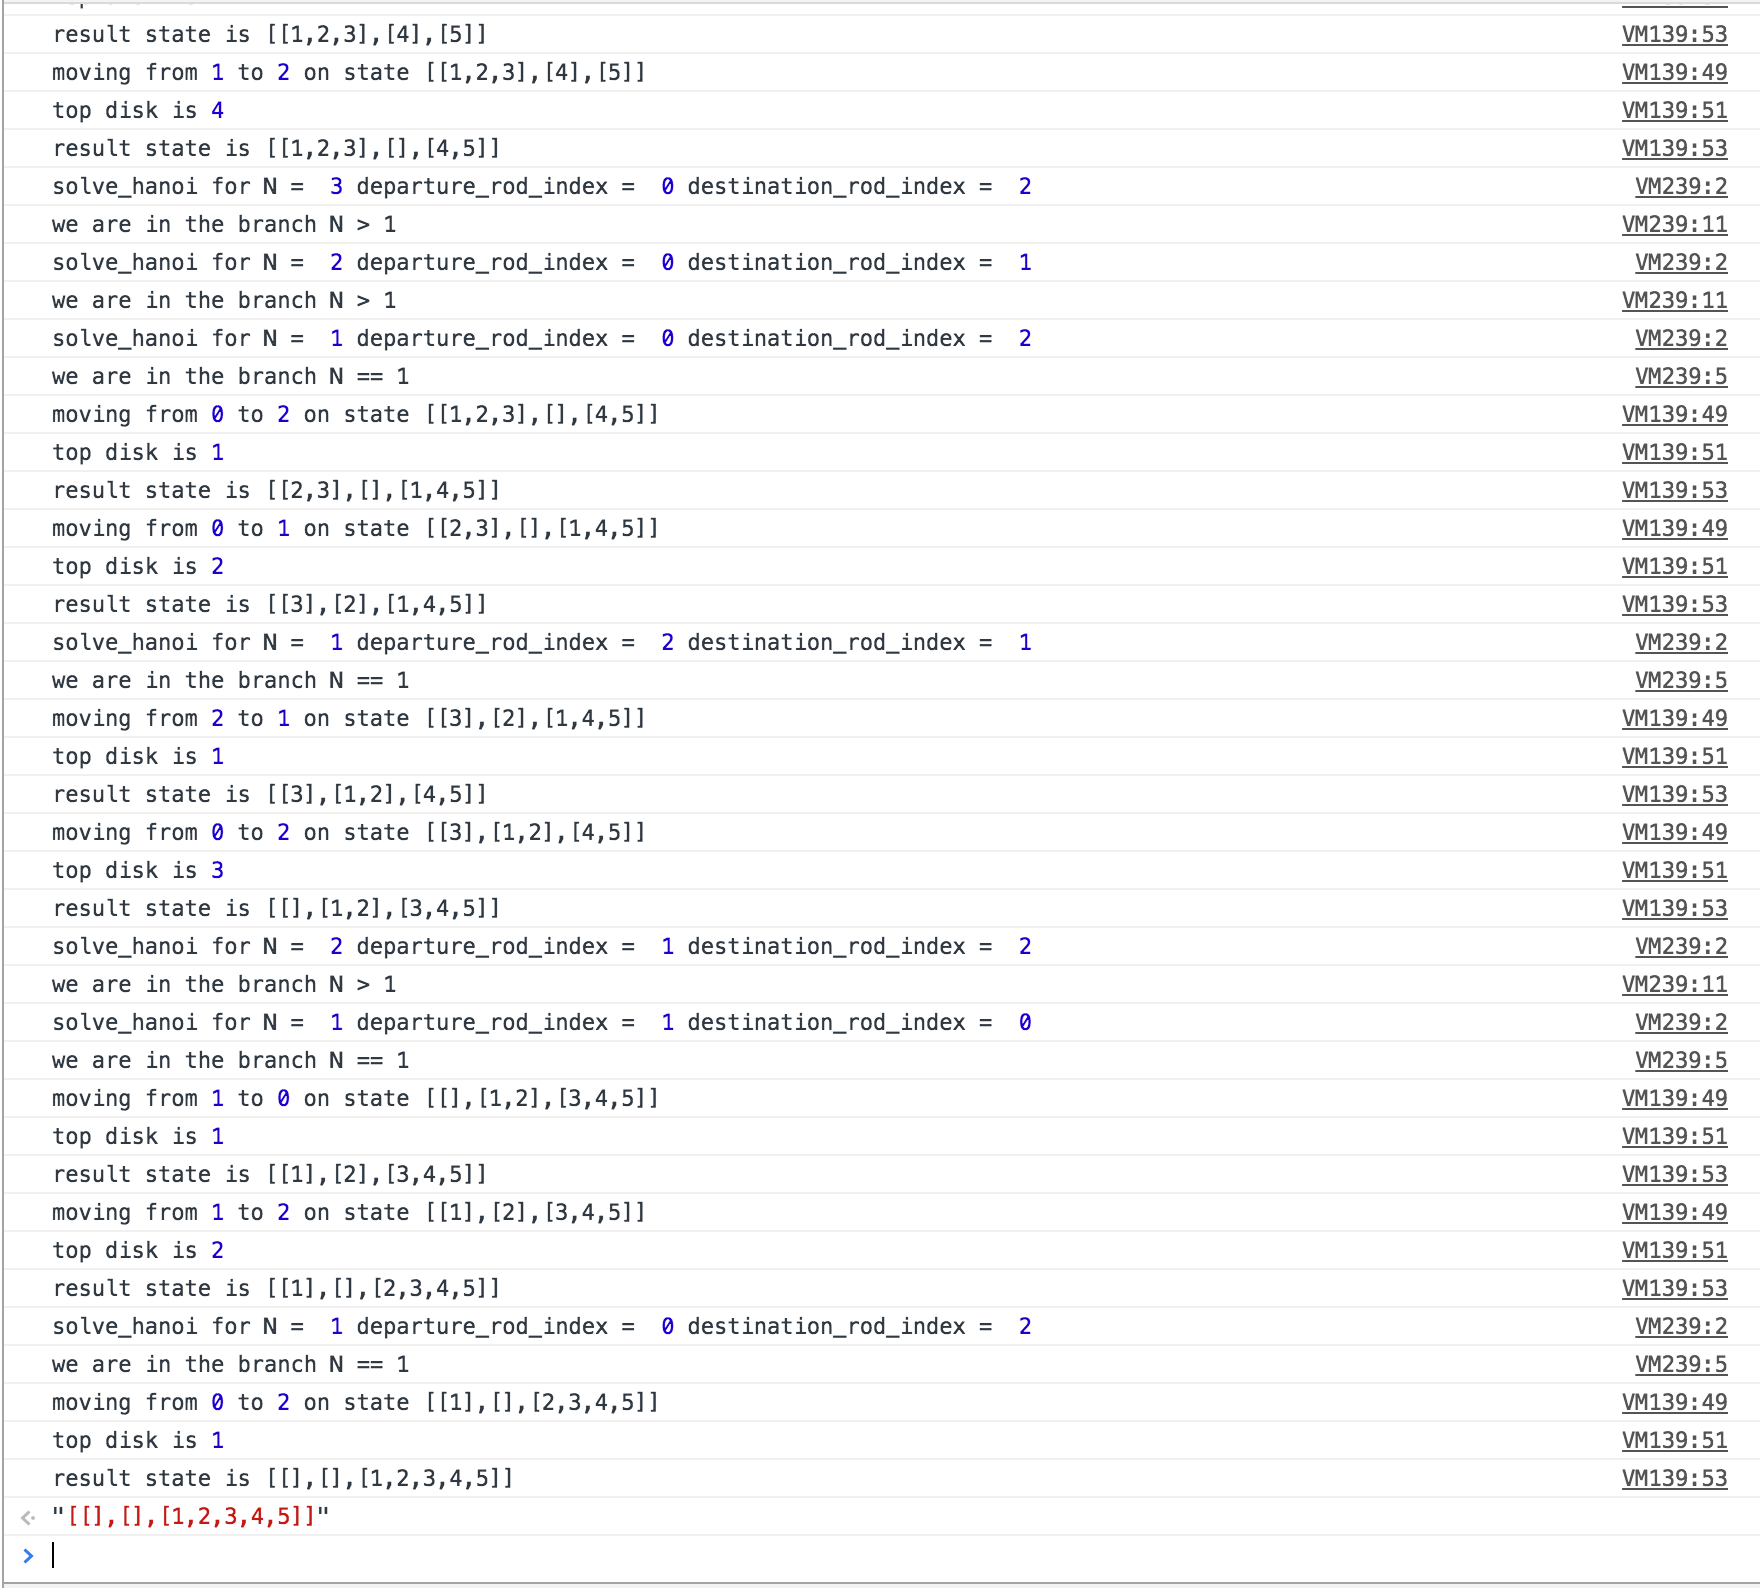 result state is [[1,2,3],[4],[5]] VM139:53
moving from 1 to 2 on state [[1,2,3],[4],[5]] VM139:49
top disk is 4 VM139:51
result state is [[1,2,3],[],[4,5]] VM139:53
solve_hanoi for N =  3 departure_rod_index =  0 destination_rod_index =  2 VM239:2
we are in the branch N > 1 VM239:11
solve_hanoi for N =  2 departure_rod_index =  0 destination_rod_index =  1 VM239:2
we are in the branch N > 1 VM239:11
solve_hanoi for N =  1 departure_rod_index =  0 destination_rod_index =  2 VM239:2
we are in the branch N == 1 VM239:5
moving from 0 to 2 on state [[1,2,3],[],[4,5]] VM139:49
top disk is 1 VM139:51
result state is [[2,3],[],[1,4,5]] VM139:53
moving from 0 to 1 on state [[2,3],[],[1,4,5]] VM139:49
top disk is 2 VM139:51
result state is [[3],[2],[1,4,5]] VM139:53
solve_hanoi for N =  1 departure_rod_index =  2 destination_rod_index =  1 VM239:2
we are in the branch N == 1 VM239:5
moving from 2 to 1 on state [[3],[2],[1,4,5]] VM139:49
top disk is 1 VM139:51
result state is [[3],[1,2],[4,5]] VM139:53
moving from 0 to 2 on state [[3],[1,2],[4,5]] VM139:49
top disk is 3 VM139:51
result state is [[],[1,2],[3,4,5]] VM139:53
solve_hanoi for N =  2 departure_rod_index =  1 destination_rod_index =  2 VM239:2
we are in the branch N > 1 VM239:11
solve_hanoi for N =  1 departure_rod_index =  1 destination_rod_index =  0 VM239:2
we are in the branch N == 1 VM239:5
moving from 1 to 0 on state [[],[1,2],[3,4,5]] VM139:49
top disk is 1 VM139:51
result state is [[1],[2],[3,4,5]] VM139:53
moving from 1 to 2 on state [[1],[2],[3,4,5]] VM139:49
top disk is 2 VM139:51
result state is [[1],[],[2,3,4,5]] VM139:53
solve_hanoi for N =  1 departure_rod_index =  0 destination_rod_index =  2 VM239:2
we are in the branch N == 1 VM239:5
moving from 0 to 2 on state [[1],[],[2,3,4,5]] VM139:49
top disk is 1 VM139:51
result state is [[],[],[1,2,3,4,5]] VM139:53
"[[],[],[1,2,3,4,5]]"